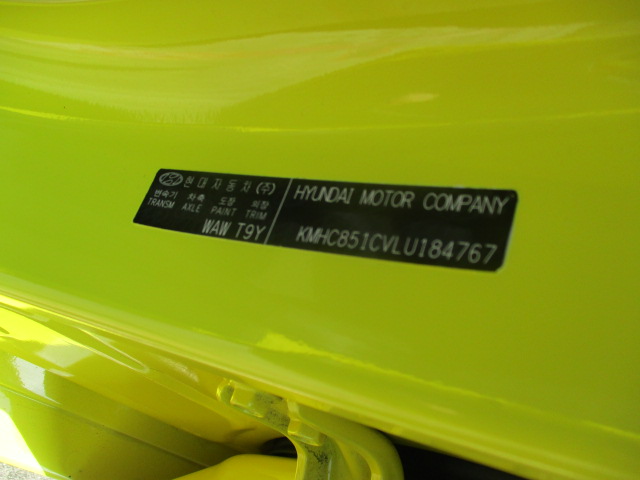 현대자동차(주)
변속기 차축 도장 의장
TRANSM AXLE PAINT TRIM
WAW T9Y
HYUNDAI MOTOR COMPANY
KMHC851CVLU184767